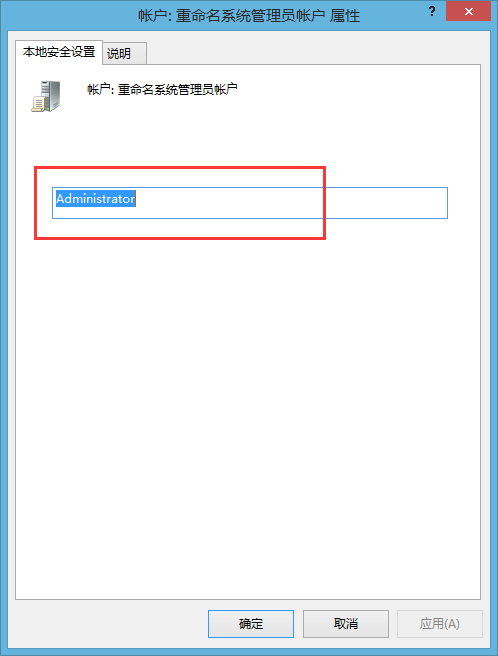 帐户: 重命名系统管理员帐户 属性
?
本地安全设置 说明
帐户: 重命名系统管理员帐户
Administrator
确定 取消 应用(A)